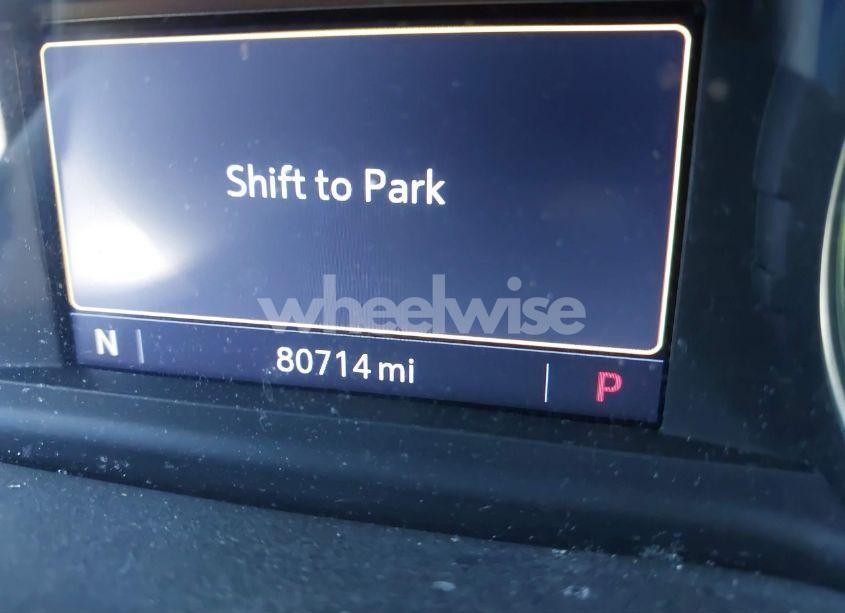 Shift to Park
wheelwise
N 80714 mi P